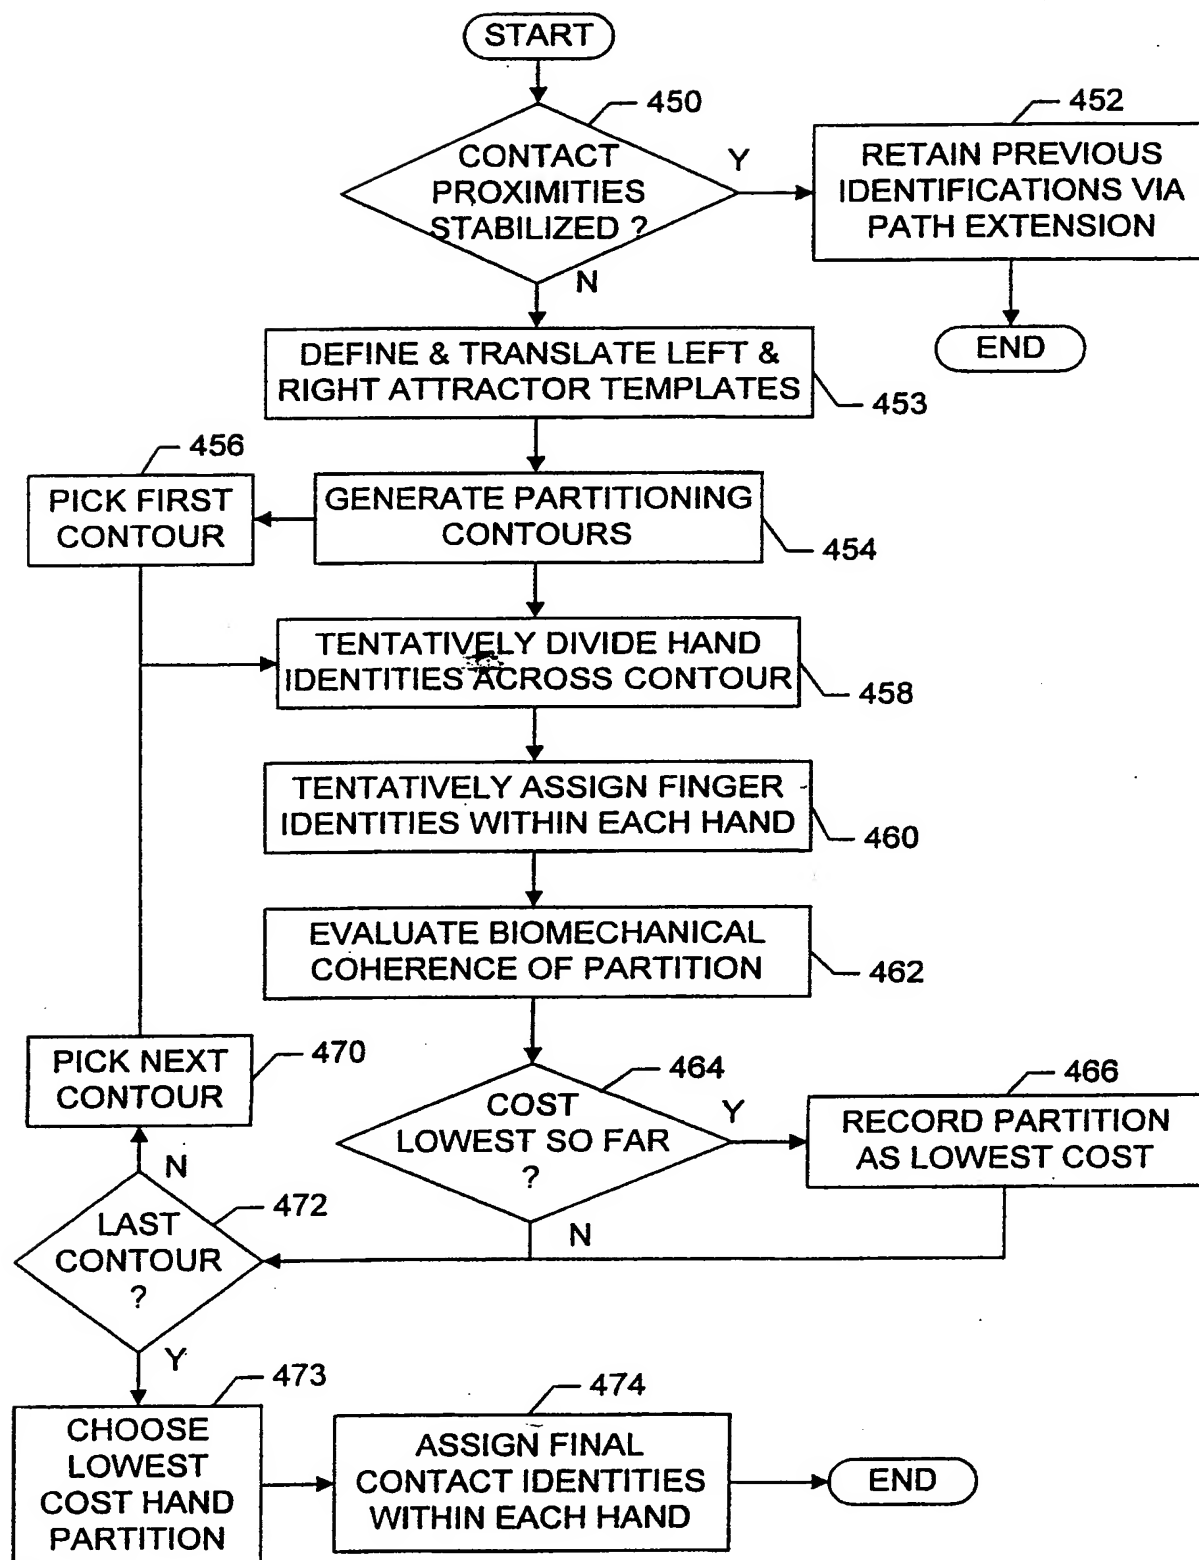 START
450
CONTACT
PROXIMITIES
STABILIZED ?
Y
N
452
RETAIN PREVIOUS
IDENTIFICATIONS VIA
PATH EXTENSION
END
DEFINE & TRANSLATE LEFT &
RIGHT ATTRACTOR TEMPLATES
453
456
PICK FIRST
CONTOUR
GENERATE PARTITIONING
CONTOURS
454
TENTATIVELY DIVIDE HAND
IDENTITIES ACROSS CONTOUR
458
TENTATIVELY ASSIGN FINGER
IDENTITIES WITHIN EACH HAND
460
EVALUATE BIOMECHANICAL
COHERENCE OF PARTITION
462
PICK NEXT
CONTOUR
470
464
COST
LOWEST SO FAR
?
Y
N
466
RECORD PARTITION
AS LOWEST COST
N
472
LAST
CONTOUR
?
Y
473
CHOOSE
LOWEST
COST HAND
PARTITION
474
ASSIGN FINAL
CONTACT IDENTITIES
WITHIN EACH HAND
END